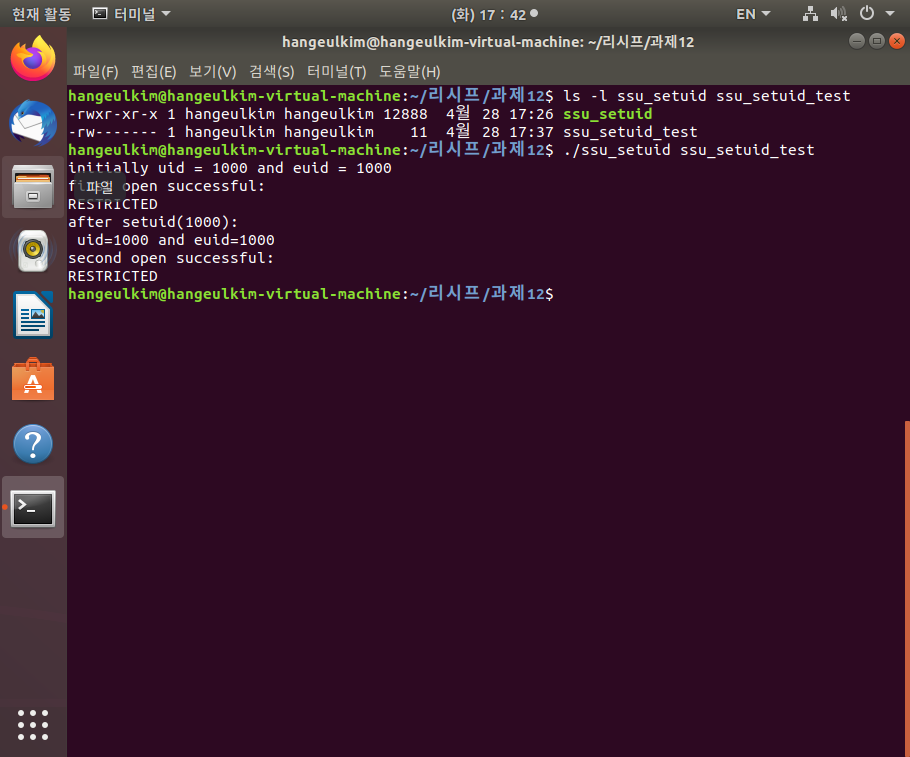 현재 활동 터미널 (화) 17 : 42 EN
hangeulkim@hangeulkim-virtual-machine: ~/리시프/과제12
파일(F) 편집(E) 보기(V) 검색(S) 터미널(T) 도움말(H)
hangeulkim@hangeulkim-virtual-machine:~/리시프/과제12$ ls -l ssu_setuid ssu_setuid_test
-rwxr-xr-x 1 hangeulkim hangeulkim 12888  4월 28 17:26 ssu_setuid
-rw------- 1 hangeulkim hangeulkim    11  4월 28 17:37 ssu_setuid_test
hangeulkim@hangeulkim-virtual-machine:~/리시프/과제12$ ./ssu_setuid ssu_setuid_test
initially uid = 1000 and euid = 1000
파일
open successful:
RESTRICTED
after setuid(1000):
 uid=1000 and euid=1000
second open successful:
RESTRICTED
hangeulkim@hangeulkim-virtual-machine:~/리시프/과제12$